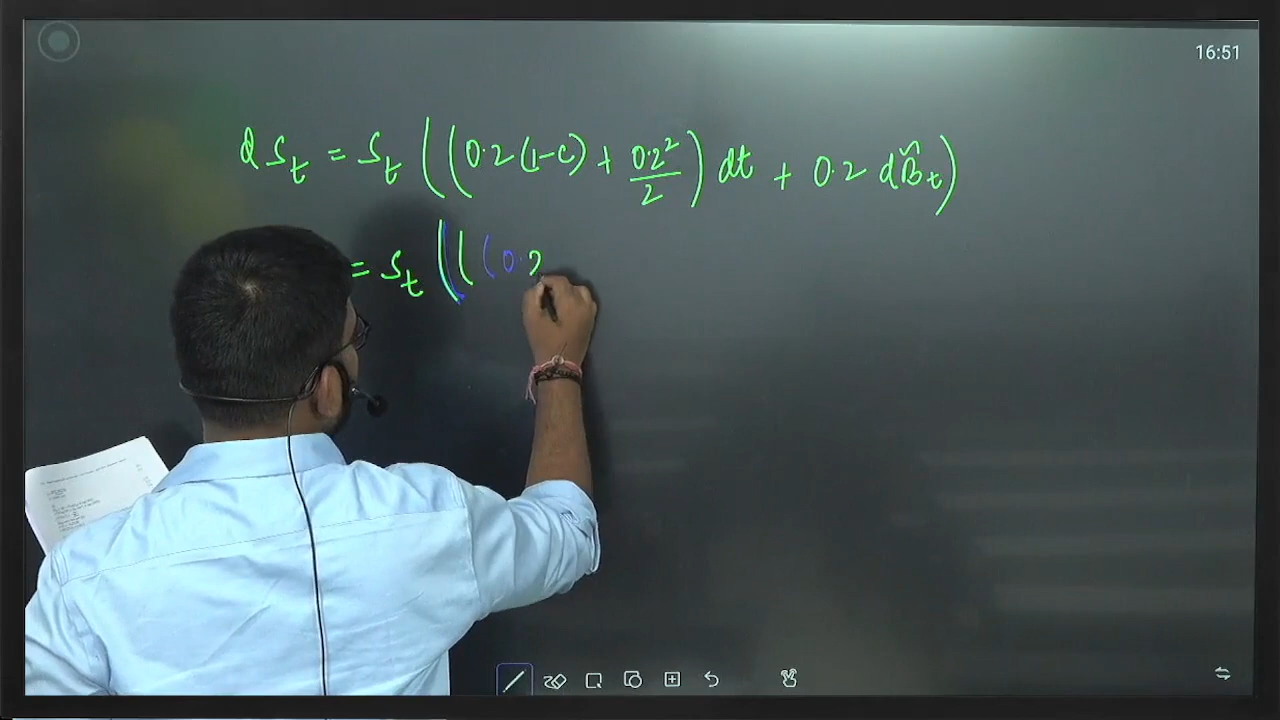 16:51
dS_t = S_t ((0.2(1-c) + 0.2²/2) dt + 0.2 dB̃_t)
= S_t (((0.2